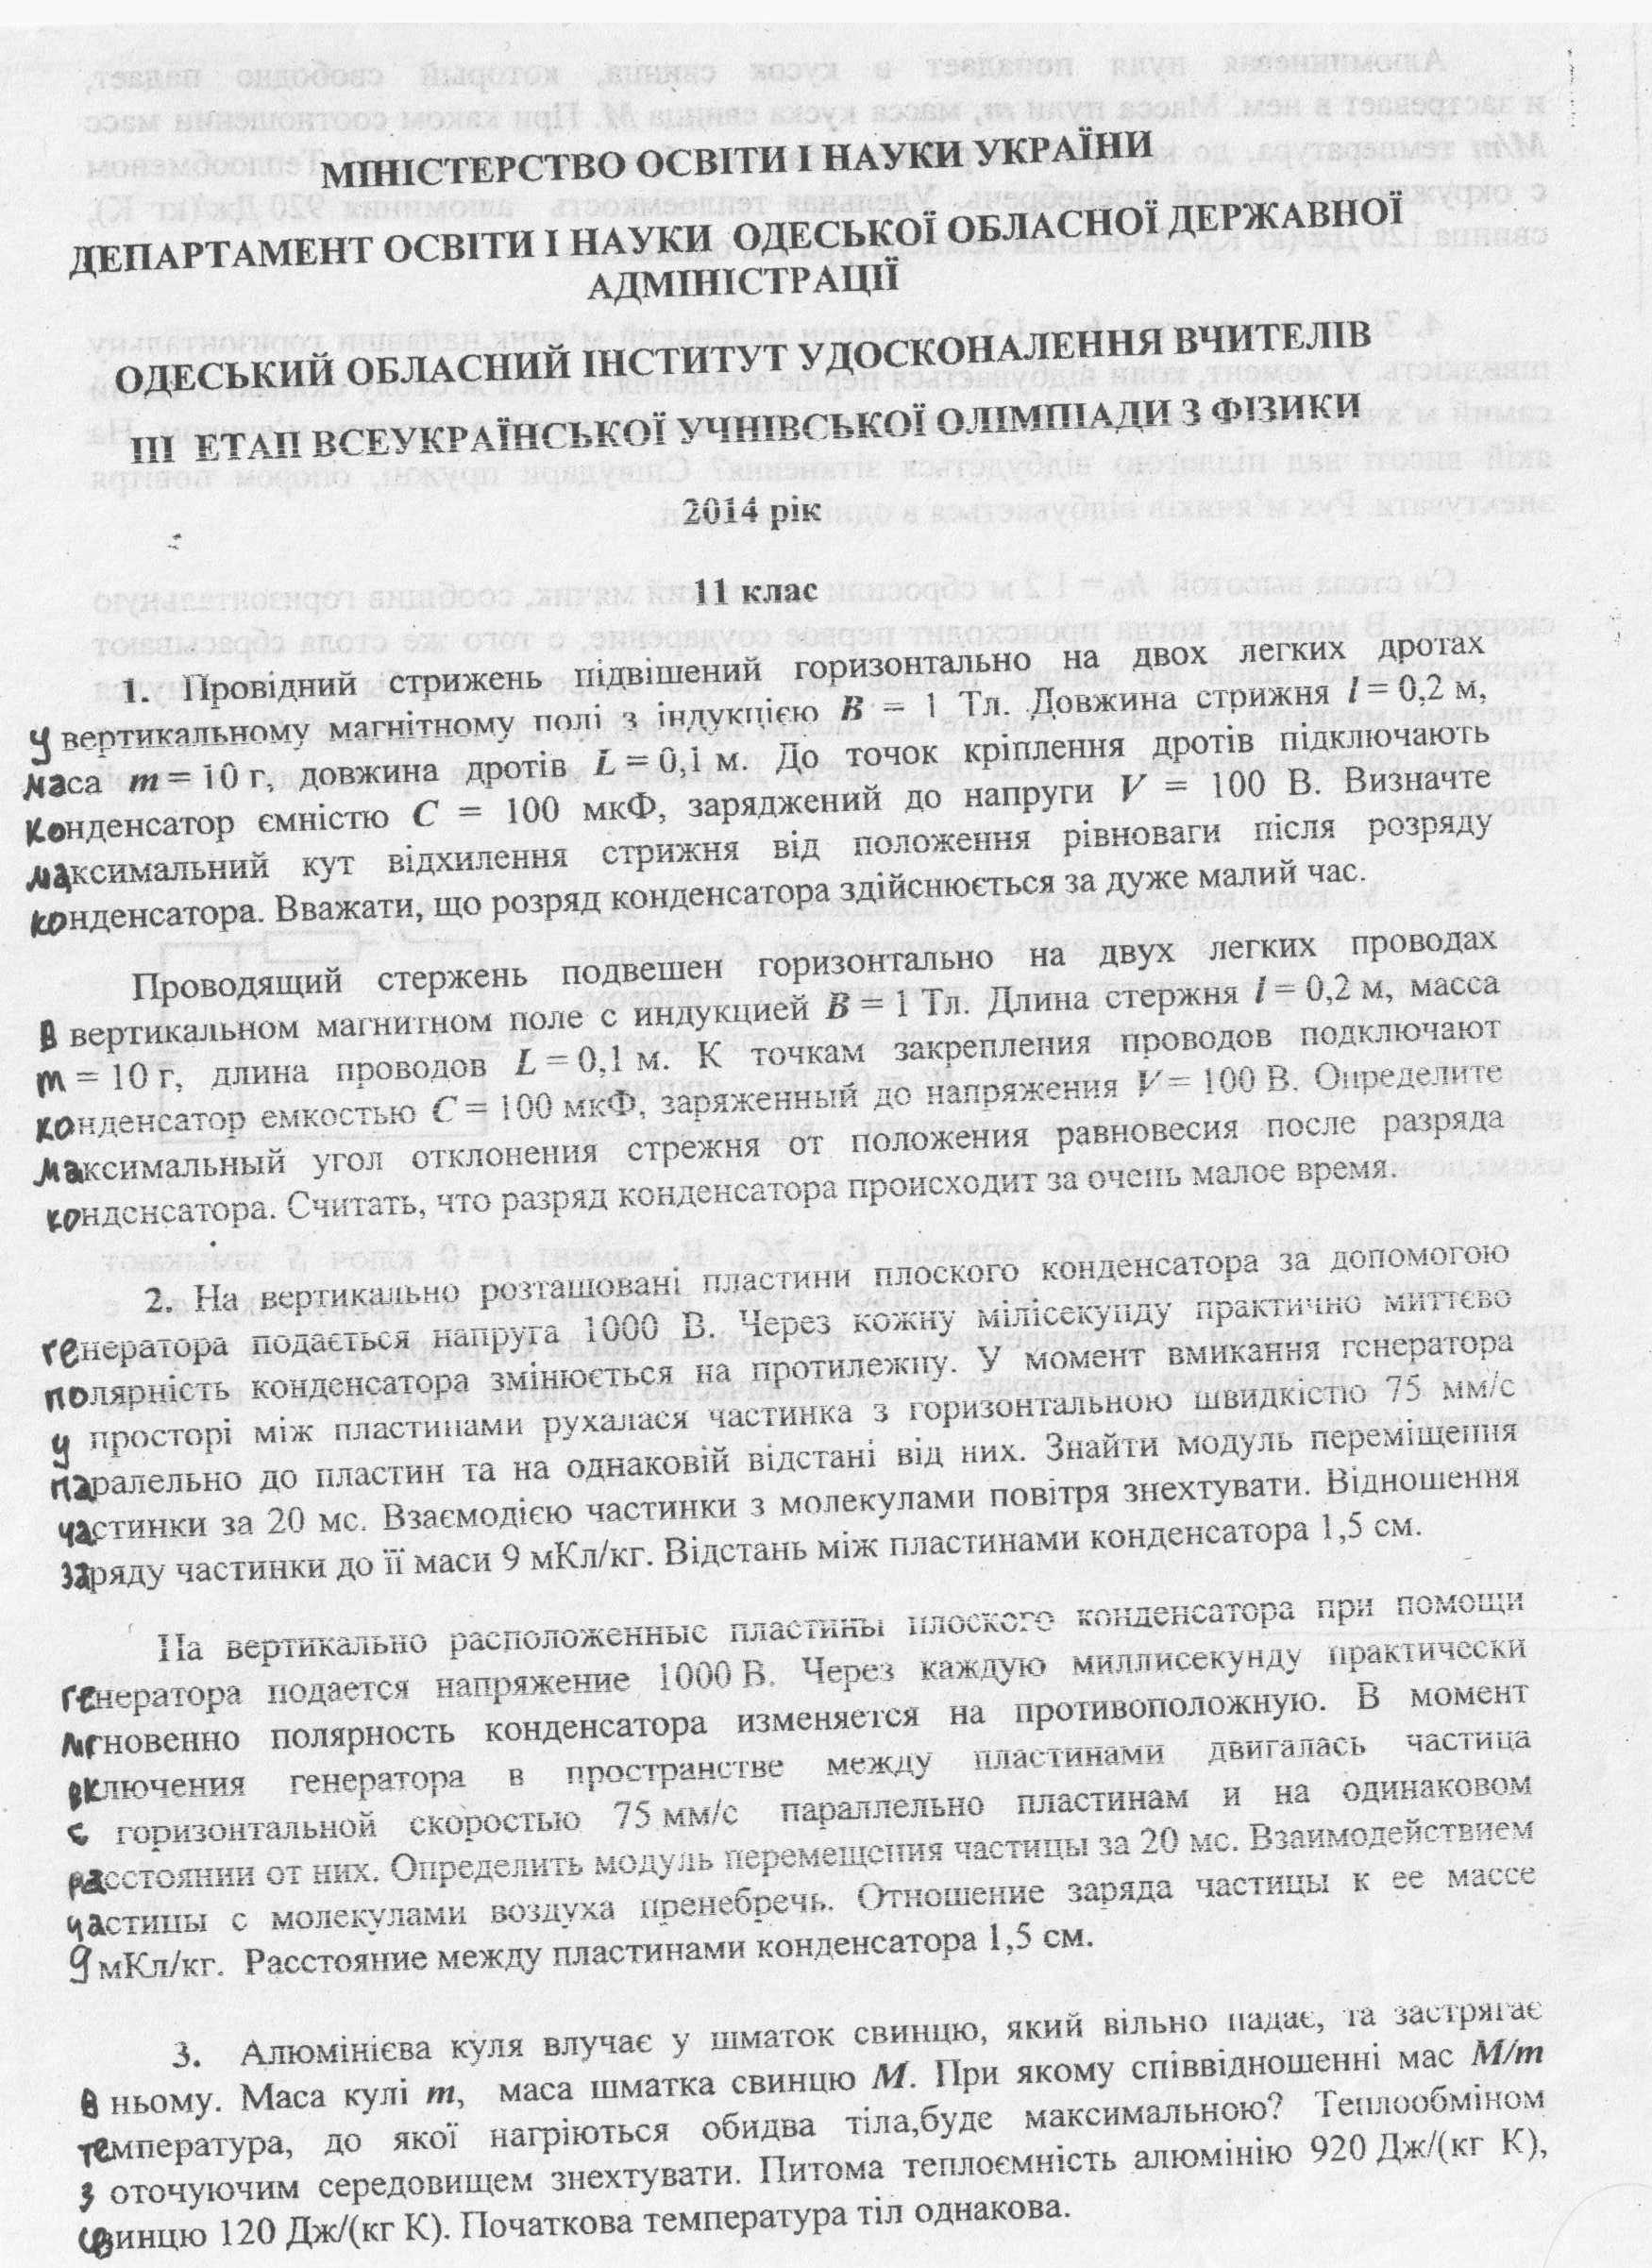 МІНІСТЕРСТВО ОСВІТИ І НАУКИ УКРАЇНИ
ДЕПАРТАМЕНТ ОСВІТИ І НАУКИ ОДЕСЬКОЇ ОБЛАСНОЇ ДЕРЖАВНОЇ
АДМІНІСТРАЦІЇ
ОДЕСЬКИЙ ОБЛАСНИЙ ІНСТИТУТ УДОСКОНАЛЕННЯ ВЧИТЕЛІВ
ІІІ ЕТАП ВСЕУКРАЇНСЬКОЇ УЧНІВСЬКОЇ ОЛІМПІАДИ З ФІЗИКИ
2014 рік
11 клас
1. Провідний стрижень підвішений горизонтально на двох легких дротах
у вертикальному магнітному полі з індукцією B = 1 Тл. Довжина стрижня l = 0,2 м,
маса m = 10 г, довжина дротів L = 0,1 м. До точок кріплення дротів підключають
конденсатор ємністю C = 100 мкФ, заряджений до напруги V = 100 В. Визначте
максимальний кут відхилення стрижня від положення рівноваги після розряду
конденсатора. Вважати, що розряд конденсатора здійснюється за дуже малий час.
Проводящий стержень подвешен горизонтально на двух легких проводах
в вертикальном магнитном поле с индукцией B = 1 Тл. Длина стержня l = 0,2 м, масса
m = 10 г, длина проводов L = 0,1 м. К точкам закрепления проводов подключают
конденсатор емкостью C = 100 мкФ, заряженный до напряжения V = 100 В. Определите
максимальный угол отклонения стрежня от положения равновесия после разряда
конденсатора. Считать, что разряд конденсатора происходит за очень малое время.
2. На вертикально розташовані пластини плоского конденсатора за допомогою
генератора подається напруга 1000 В. Через кожну мілісекунду практично миттєво
полярність конденсатора змінюється на протилежну. У момент вмикання генератора
у просторі між пластинами рухалася частинка з горизонтальною швидкістю 75 мм/с
паралельно до пластин та на однаковій відстані від них. Знайти модуль переміщення
частинки за 20 мс. Взаємодією частинки з молекулами повітря знехтувати. Відношення
заряду частинки до її маси 9 мКл/кг. Відстань між пластинами конденсатора 1,5 см.
На вертикально расположенные пластины плоского конденсатора при помощи
генератора подается напряжение 1000 В. Через каждую миллисекунду практически
мгновенно полярность конденсатора изменяется на противоположную. В момент
включения генератора в пространстве между пластинами двигалась частица
с горизонтальной скоростью 75 мм/с параллельно пластинам и на одинаковом
расстоянии от них. Определить модуль перемещения частицы за 20 мс. Взаимодействием
частицы с молекулами воздуха пренебречь. Отношение заряда частицы к ее массе
9 мКл/кг. Расстояние между пластинами конденсатора 1,5 см.
3. Алюмінієва куля влучає у шматок свинцю, який вільно падає, та застрягає
в ньому. Маса кулі m, маса шматка свинцю M. При якому співвідношенні мас M/m
температура, до якої нагріються обидва тіла,буде максимальною? Теплообміном
з оточуючим середовищем знехтувати. Питома теплоємність алюмінію 920 Дж/(кг К),
свинцю 120 Дж/(кг К). Початкова температура тіл однакова.